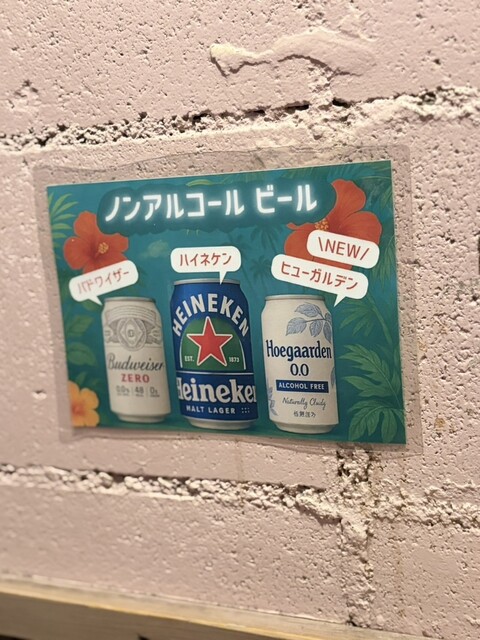 ノンアルコール ビール
\NEW/
バドワイザー
ハイネケン
ヒューガルデン
Budweiser
ZERO
HEINEKEN
EST. 1873
Heineken
MALT LAGER
Hoegaarden
0.0
ALCOHOL FREE
Naturally Cloudy